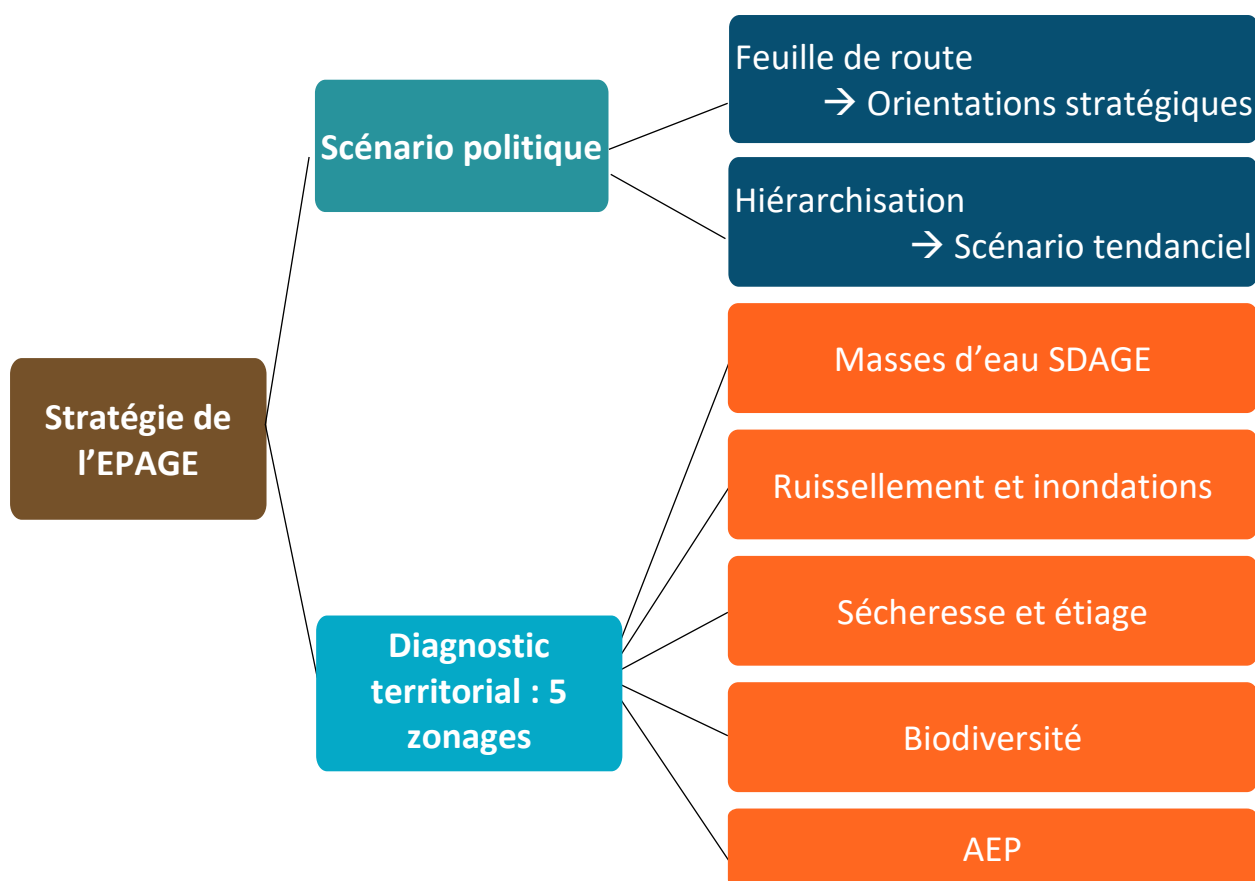 Feuille de route
→ Orientations stratégiques
Scénario politique
Hiérarchisation
→ Scénario tendanciel
Masses d’eau SDAGE
Stratégie de
l’EPAGE
Ruissellement et inondations
Sécheresse et étiage
Diagnostic
territorial : 5
zonages
Biodiversité
AEP